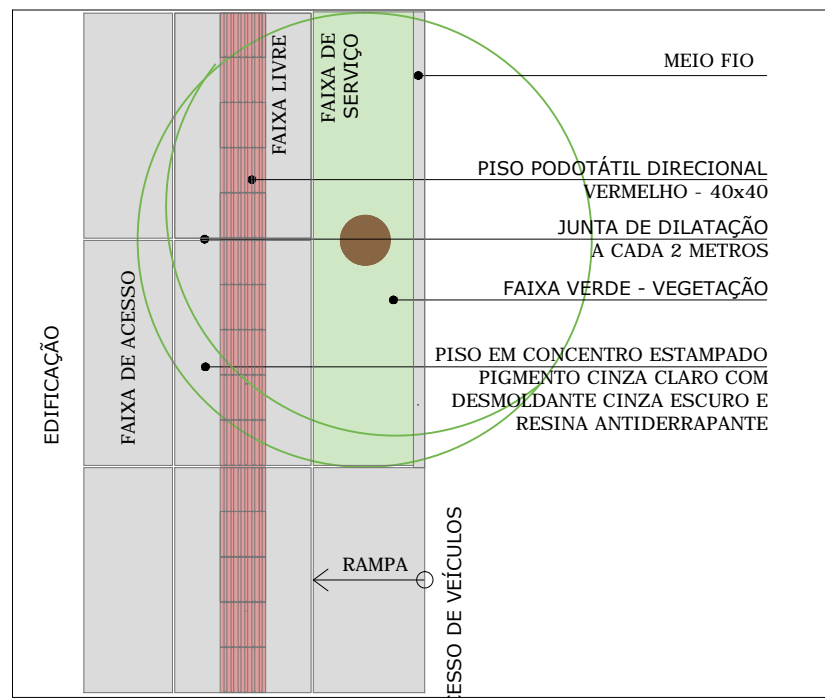 MEIO FIO
FAIXA LIVRE
FAIXA DE
SERVIÇO
PISO PODOTÁTIL DIRECIONAL
VERMELHO - 40x40
JUNTA DE DILATAÇÃO
A CADA 2 METROS
FAIXA VERDE - VEGETAÇÃO
EDIFICAÇÃO
FAIXA DE ACESSO
PISO EM CONCENTRO ESTAMPADO
PIGMENTO CINZA CLARO COM
DESMOLDANTE CINZA ESCURO E
RESINA ANTIDERRAPANTE
RAMPA
CESSO DE VEÍCULOS